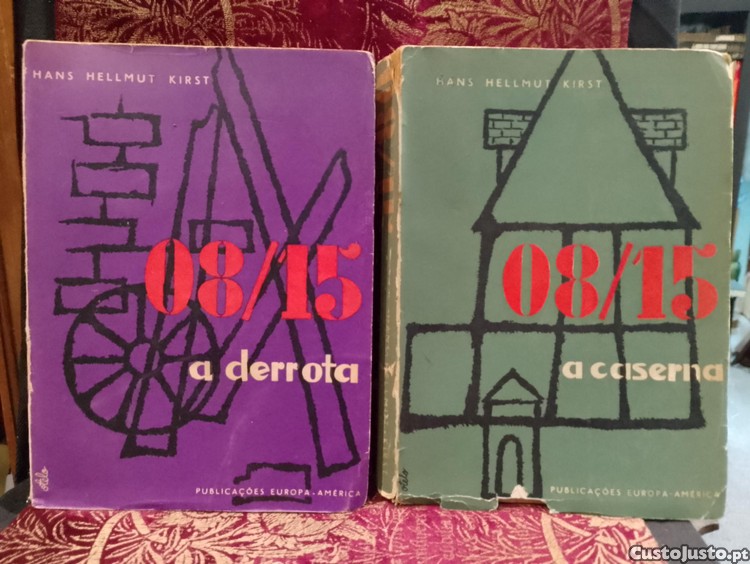 HANS HELLMUT KIRST
08/15
a derrota
PUBLICAÇÕES EUROPA-AMÉRICA
HANS HELLMUT KIRST
08/15
a caserna
PUBLICAÇÕES EUROPA-AMÉRICA
CustoJusto.pt